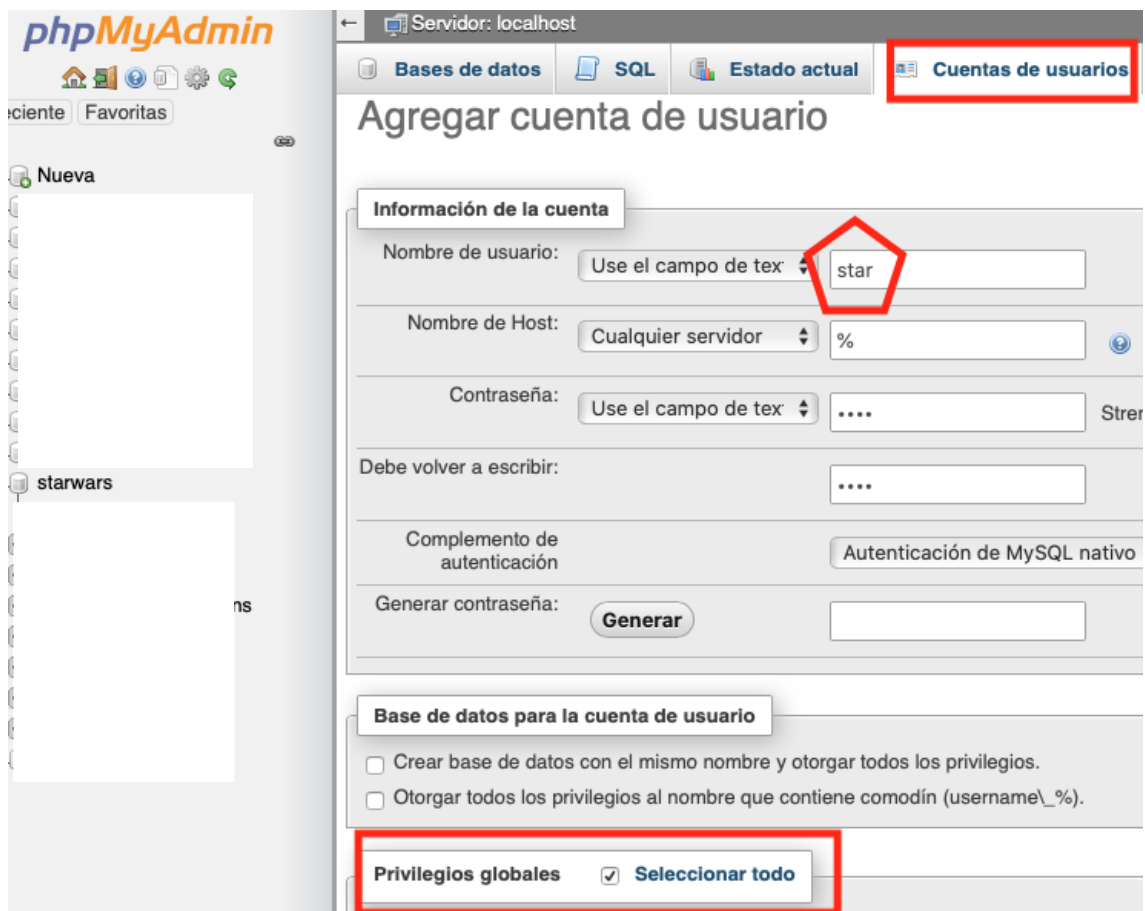 phpMyAdmin
Servidor: localhost
Bases de datos SQL Estado actual Cuentas de usuarios
Favoritas
Agregar cuenta de usuario
Nueva
Información de la cuenta
Nombre de usuario: Use el campo de tex star
Nombre de Host: Cualquier servidor %
Contraseña: Use el campo de tex ....
Debe volver a escribir: ....
starwars
Complemento de
autenticación
Autenticación de MySQL nativo
ns
Generar contraseña: Generar
Base de datos para la cuenta de usuario
Crear base de datos con el mismo nombre y otorgar todos los privilegios.
Otorgar todos los privilegios al nombre que contiene comodín (username\_%).
Privilegios globales Seleccionar todo